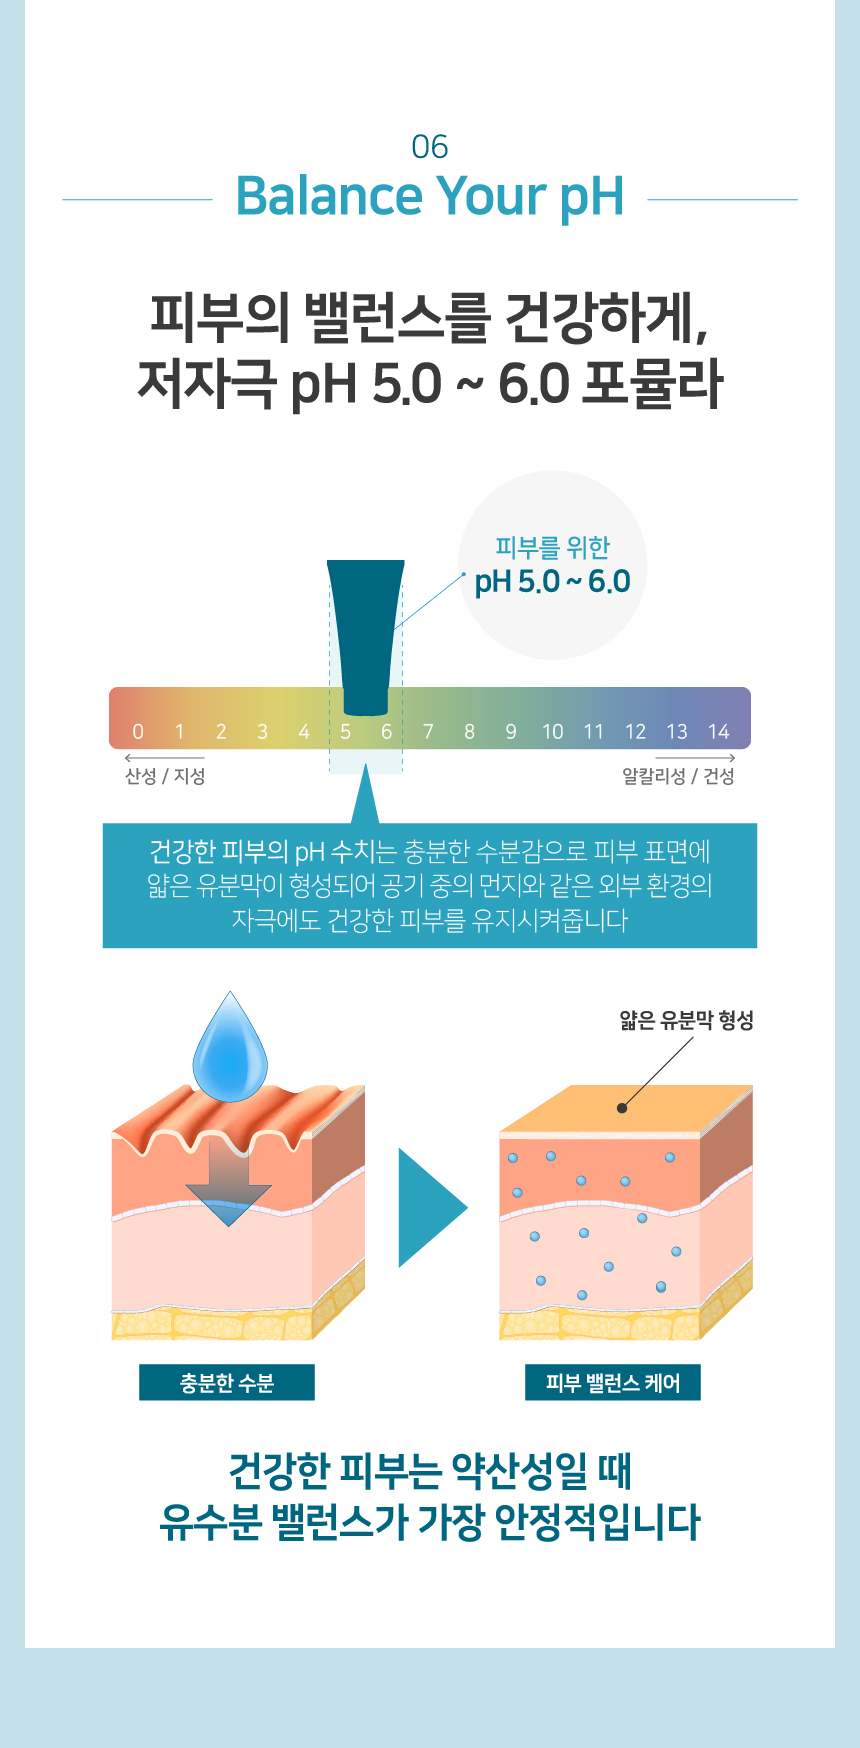 06
Balance Your pH
피부의 밸런스를 건강하게,
저자극 pH 5.0 ~ 6.0 포뮬라
피부를 위한
pH 5.0 ~ 6.0
0 1 2 3 4 5 6 7 8 9 10 11 12 13 14
산성 / 지성
알칼리성 / 건성
건강한 피부의 pH 수치는 충분한 수분감으로 피부 표면에
얇은 유분막이 형성되어 공기 중의 먼지와 같은 외부 환경의
자극에도 건강한 피부를 유지시켜줍니다
얇은 유분막 형성
충분한 수분
피부 밸런스 케어
건강한 피부는 약산성일 때
유수분 밸런스가 가장 안정적입니다